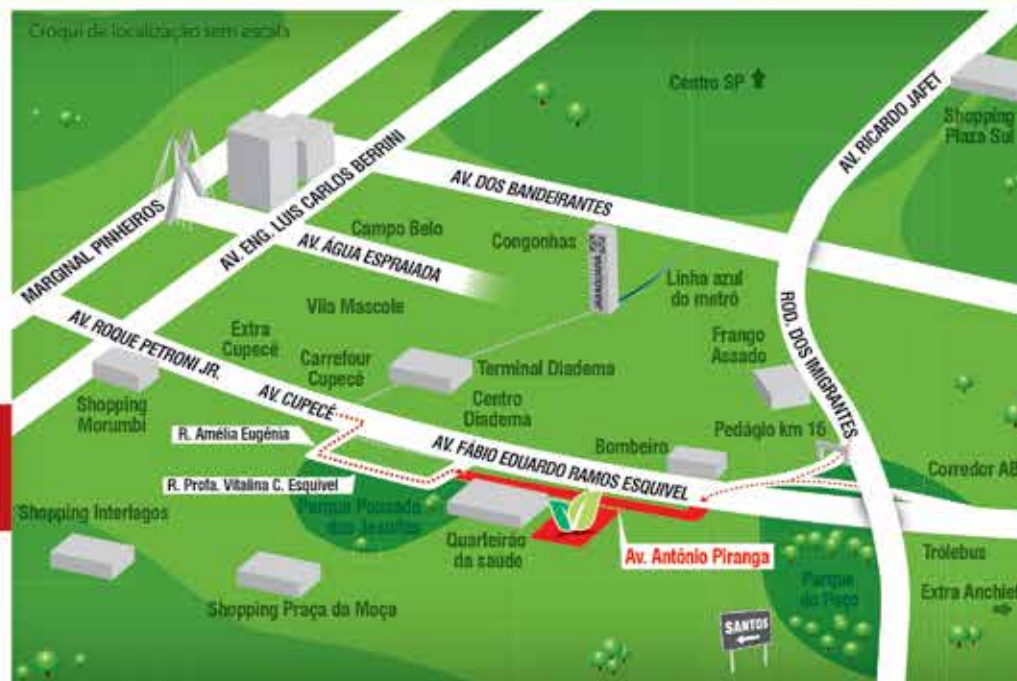 Croqui de localização sem escala
Centro SP
AV. RICARDO JAFET
Shopping
Plaza Sul
MARGINAL PINHEIROS
AV. ENG. LUIS CARLOS BERRINI
AV. DOS BANDEIRANTES
Campo Belo
Congonhas
AV. ÁGUA ESPRAIADA
Linha azul
do metrô
ROD. DOS IMIGRANTES
Vila Mascote
AV. ROQUE PETRONI JR.
Extra
Cupecê
Carrefour
Cupecê
Terminal Diadema
Frango
Assado
Shopping
Morumbi
AV. CUPECÊ
Centro
Diadema
R. Amélia Eugênia
AV. FÁBIO EDUARDO RAMOS ESQUIVEL
Bombeiro
Pedágio km 16
Corredor AB
R. Profa. Vitalina C. Esquivel
Parque Pousada
dos Jesuítas
Shopping Interlagos
Quarteirão
da saúde
Av. Antônio Piranga
Trólebus
Parque
do Paço
Extra Anchiet
Shopping Praça da Moça
SANTOS